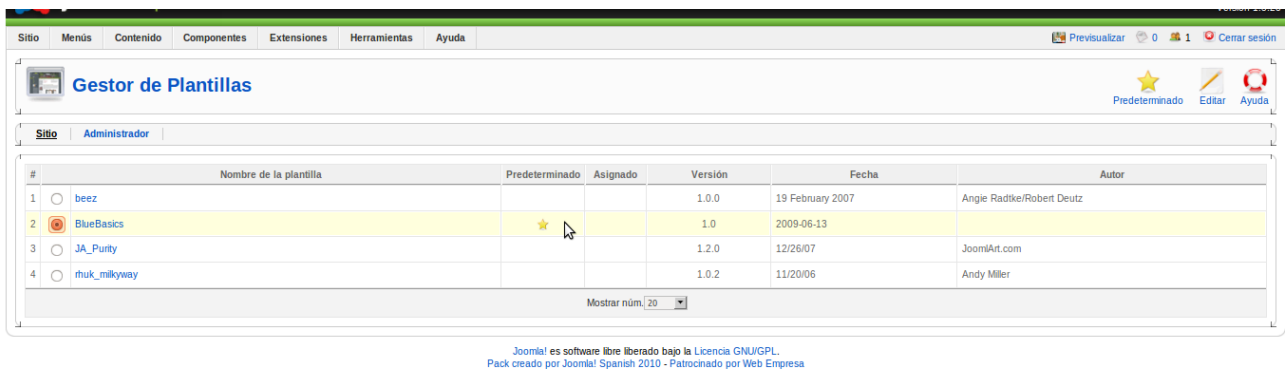 Sitio Menús Contenido Componentes Extensiones Herramientas Ayuda Previsualizar 0 1 Cerrar sesión
Gestor de Plantillas
Predeterminado Editar Ayuda
Sitio Administrador
# Nombre de la plantilla Predeterminado Asignado Versión Fecha Autor
1 beez 1.0.0 19 February 2007 Angie Radtke/Robert Deutz
2 BlueBasics 1.0 2009-06-13
3 JA_Purity 1.2.0 12/26/07 JoomlArt.com
4 rhuk_milkyway 1.0.2 11/20/06 Andy Miller
Mostrar núm. 20
Joomla! es software libre liberado bajo la Licencia GNU/GPL.
Pack creado por Joomla! Spanish 2010 - Patrocinado por Web Empresa